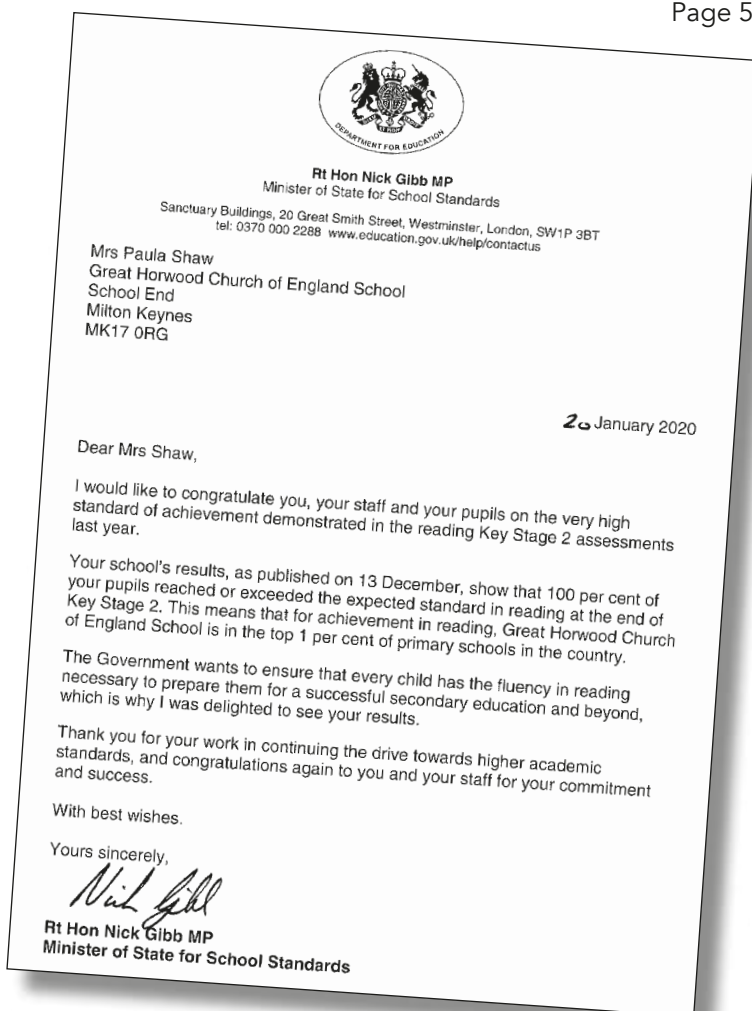 Page 5
DEPARTMENT FOR EDUCATION
Rt Hon Nick Gibb MP
Minister of State for School Standards
Sanctuary Buildings, 20 Great Smith Street, Westminster, London, SW1P 3BT
tel: 0370 000 2288 www.education.gov.uk/help/contactus
Mrs Paula Shaw
Great Horwood Church of England School
School End
Milton Keynes
MK17 0RG
20 January 2020
Dear Mrs Shaw,
I would like to congratulate you, your staff and your pupils on the very high
standard of achievement demonstrated in the reading Key Stage 2 assessments
last year.
Your school's results, as published on 13 December, show that 100 per cent of
your pupils reached or exceeded the expected standard in reading at the end of
Key Stage 2. This means that for achievement in reading, Great Horwood Church
of England School is in the top 1 per cent of primary schools in the country.
The Government wants to ensure that every child has the fluency in reading
necessary to prepare them for a successful secondary education and beyond,
which is why I was delighted to see your results.
Thank you for your work in continuing the drive towards higher academic
standards, and congratulations again to you and your staff for your commitment
and success.
With best wishes.
Yours sincerely,
Nick Gibb
Rt Hon Nick Gibb MP
Minister of State for School Standards